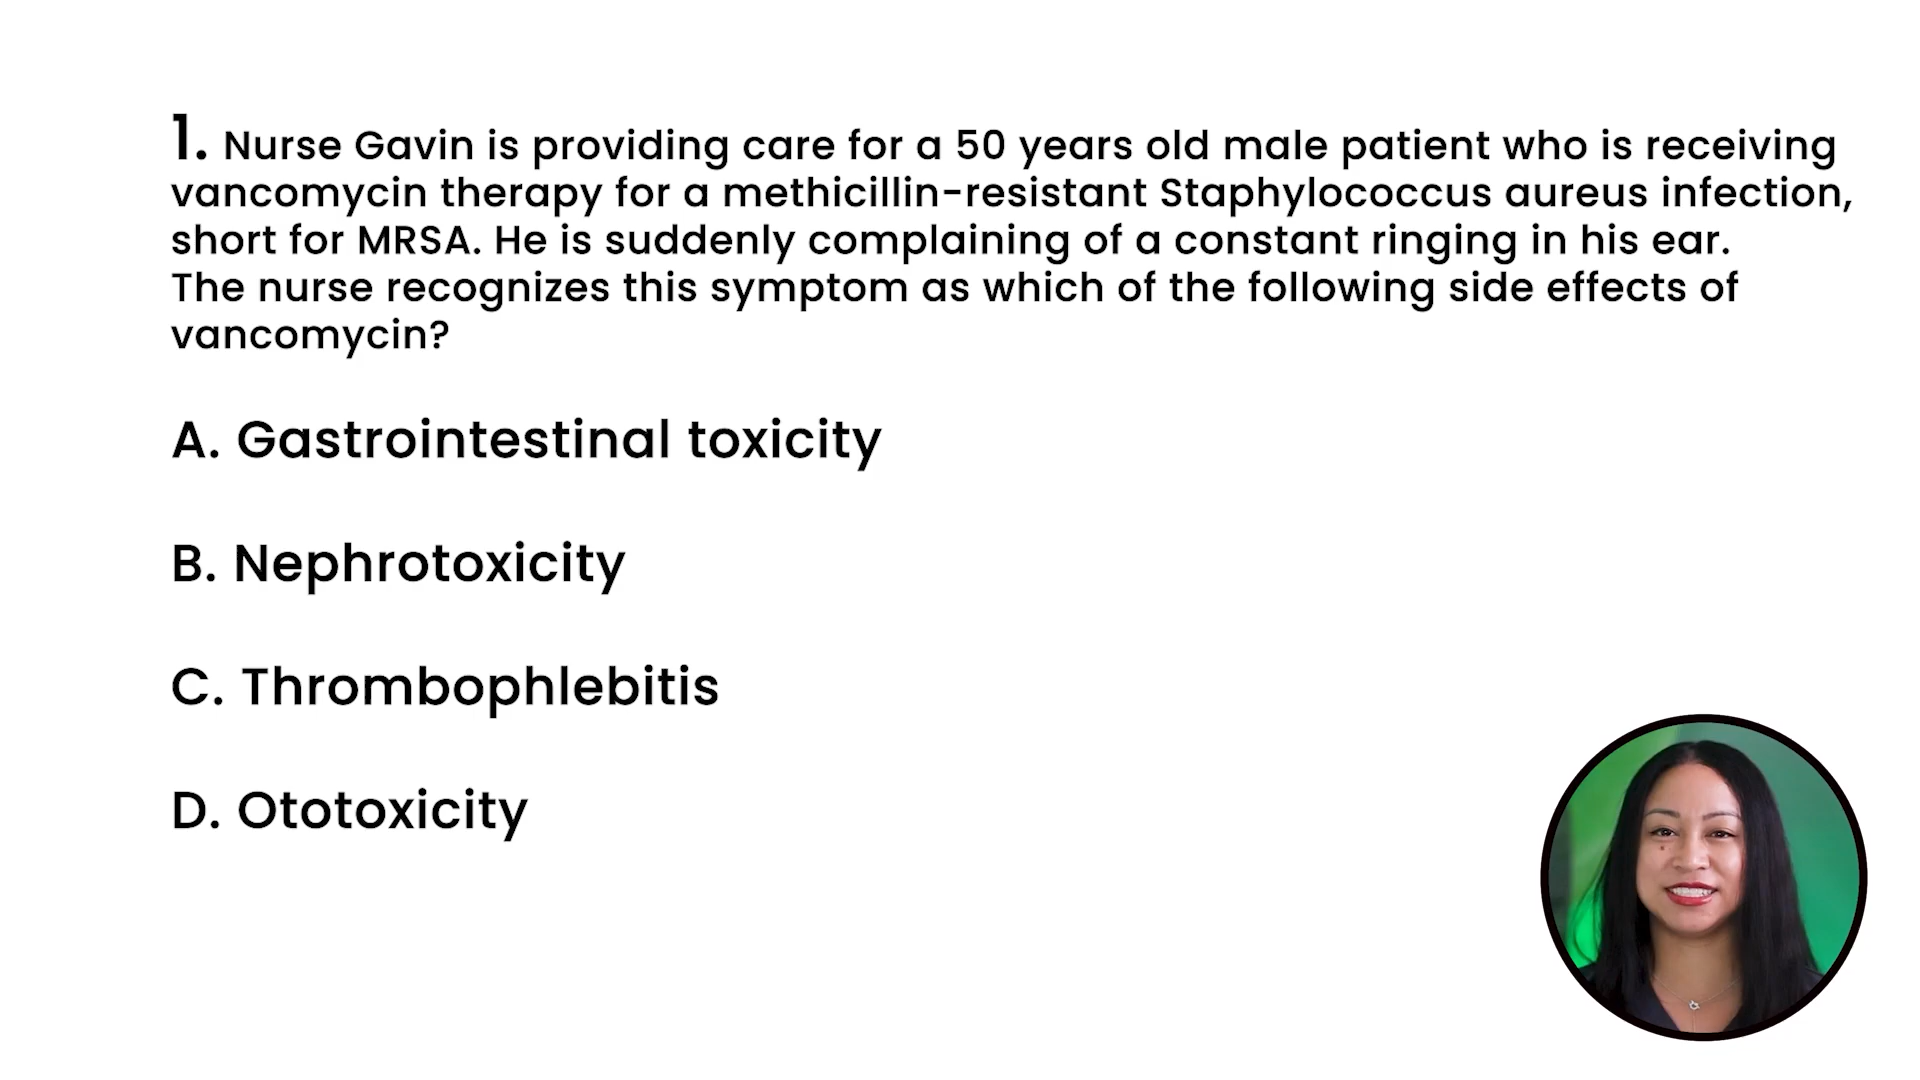 1. Nurse Gavin is providing care for a 50 years old male patient who is receiving
vancomycin therapy for a methicillin-resistant Staphylococcus aureus infection,
short for MRSA. He is suddenly complaining of a constant ringing in his ear.
The nurse recognizes this symptom as which of the following side effects of
vancomycin?
A. Gastrointestinal toxicity
B. Nephrotoxicity
C. Thrombophlebitis
D. Ototoxicity